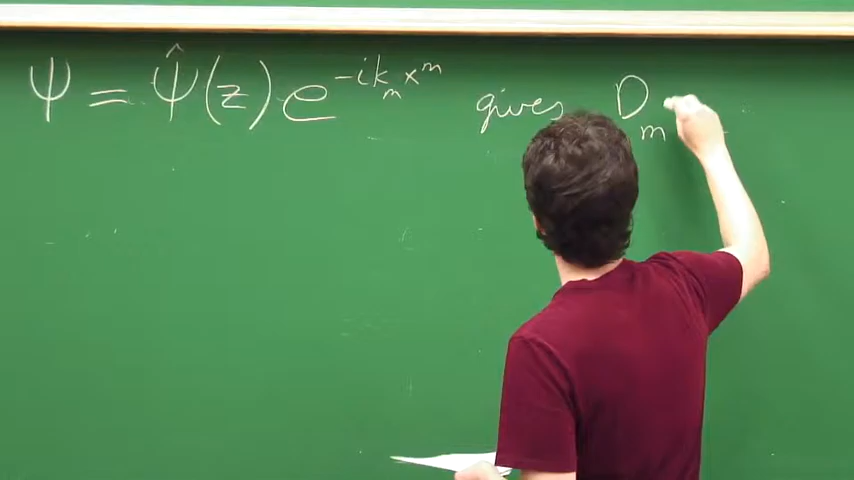 Ψ = Ψ̂(z) e^{-ik_m x^m} gives D_m